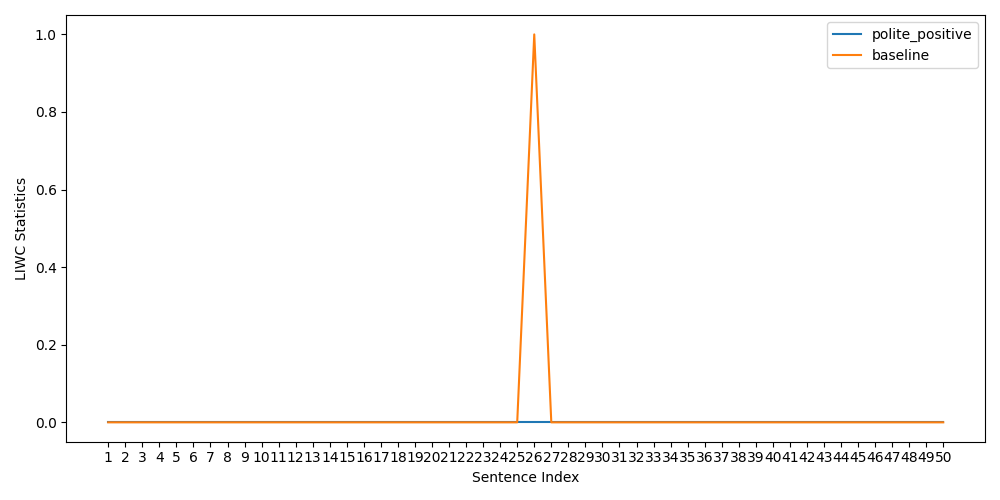 polite_positive
baseline
1.0
0.8
0.6
0.4
0.2
0.0
LIWC Statistics
1 2 3 4 5 6 7 8 9 10 11 12 13 14 15 16 17 18 19 20 21 22 23 24 25 26 27 28 29 30 31 32 33 34 35 36 37 38 39 40 41 42 43 44 45 46 47 48 49 50
Sentence Index